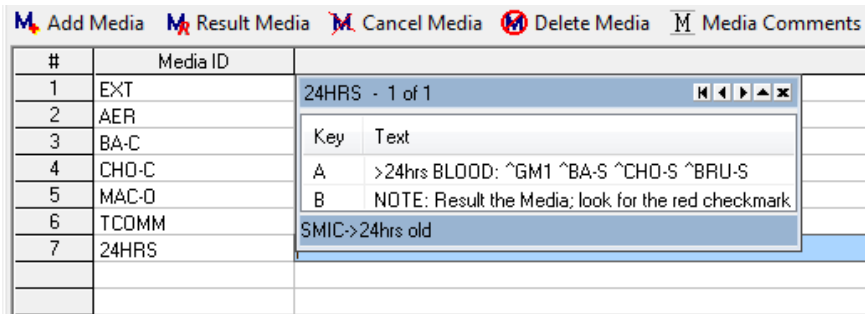 Add Media Result Media Cancel Media Delete Media M Media Comments
# Media ID
1 EXT
2 AER
3 BA-C
4 CHO-C
5 MAC-O
6 TCOMM
7 24HRS
24HRS - 1 of 1
Key Text
A >24hrs BLOOD: ^GM1 ^BA-S ^CHO-S ^BRU-S
B NOTE: Result the Media; look for the red checkmark
SMIC->24hrs old